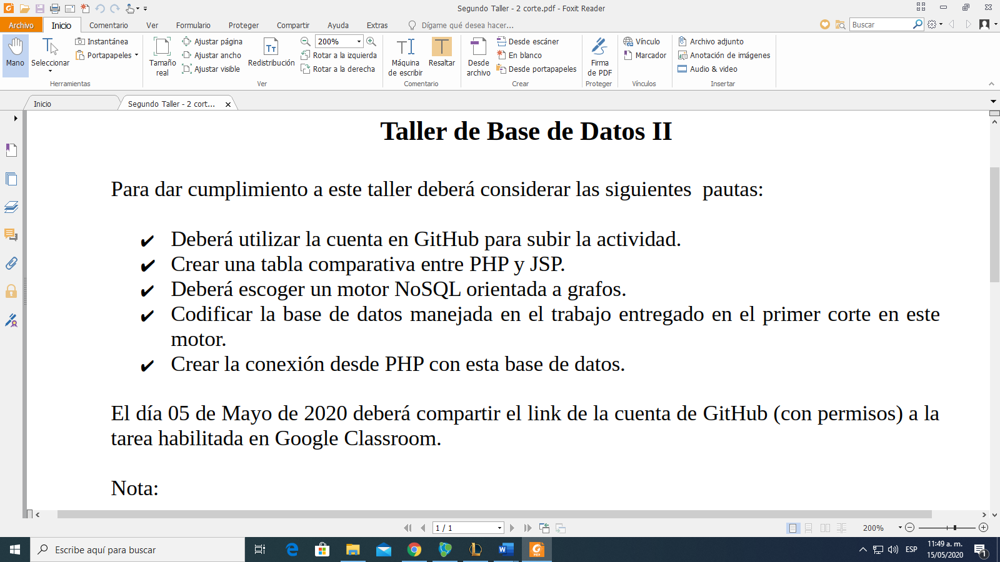 Segundo Taller - 2 corte.pdf - Foxit Reader
Archivo Inicio Comentario Ver Formulario Proteger Compartir Ayuda Extras Dígame qué desea hacer... Buscar
Mano
Seleccionar
Instantánea
Portapapeles
Herramientas
Tamaño real
Ajustar página
Ajustar ancho
Ajustar visible
Redistribución
200%
Rotar a la izquierda
Rotar a la derecha
Ver
Máquina de escribir
Resaltar
Comentario
Desde archivo
Desde escáner
En blanco
Desde portapapeles
Crear
Firma de PDF
Proteger
Vínculo
Marcador
Vínculos
Archivo adjunto
Anotación de imágenes
Audio & video
Insertar
Inicio
Segundo Taller - 2 cort...
Taller de Base de Datos II
Para dar cumplimiento a este taller deberá considerar las siguientes pautas:
✔ Deberá utilizar la cuenta en GitHub para subir la actividad.
✔ Crear una tabla comparativa entre PHP y JSP.
✔ Deberá escoger un motor NoSQL orientada a grafos.
✔ Codificar la base de datos manejada en el trabajo entregado en el primer corte en este
motor.
✔ Crear la conexión desde PHP con esta base de datos.
El día 05 de Mayo de 2020 deberá compartir el link de la cuenta de GitHub (con permisos) a la
tarea habilitada en Google Classroom.
Nota:
1 / 1
200%
Escribe aquí para buscar
ESP
11:49 a. m.
15/05/2020
1